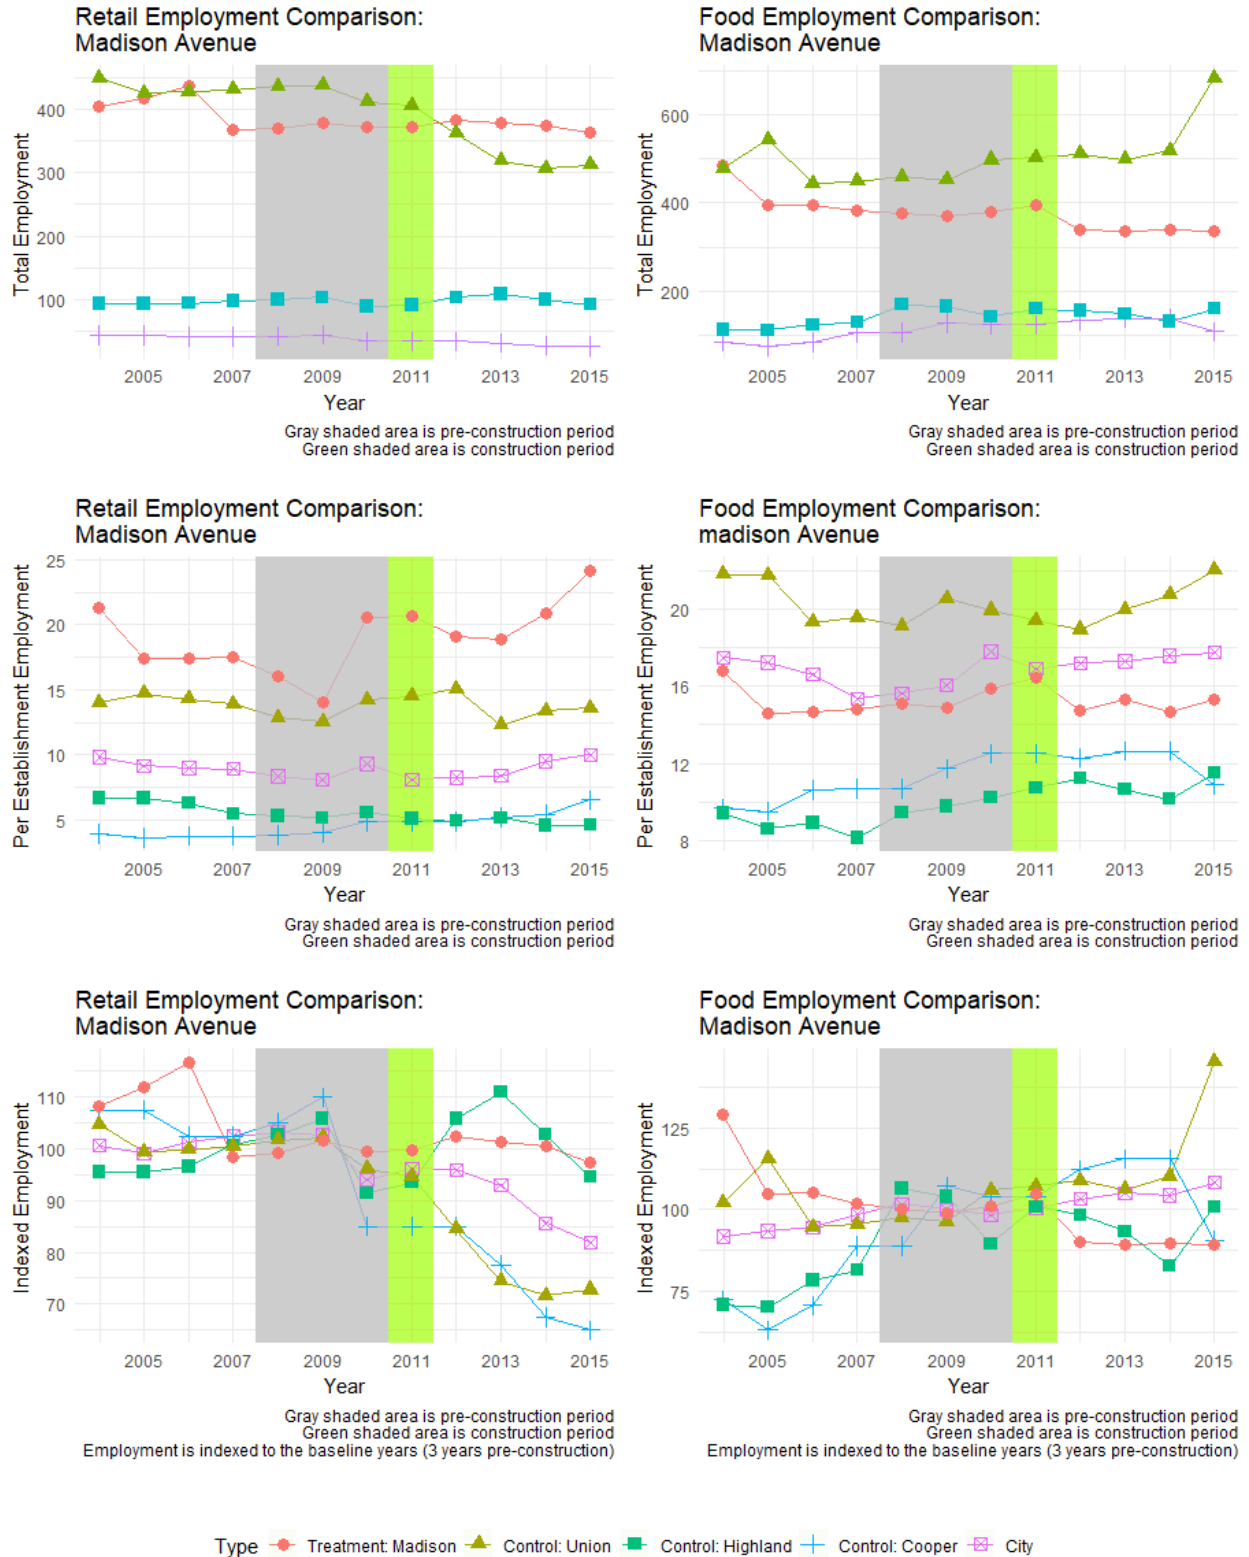 Retail Employment Comparison:
Madison Avenue
Total Employment
400
300
200
100
2005 2007 2009 2011 2013 2015
Year
Gray shaded area is pre-construction period
Green shaded area is construction period
Food Employment Comparison:
Madison Avenue
Total Employment
600
400
200
2005 2007 2009 2011 2013 2015
Year
Gray shaded area is pre-construction period
Green shaded area is construction period
Retail Employment Comparison:
Madison Avenue
Per Establishment Employment
25
20
15
10
5
2005 2007 2009 2011 2013 2015
Year
Gray shaded area is pre-construction period
Green shaded area is construction period
Food Employment Comparison:
madison Avenue
Per Establishment Employment
20
16
12
8
2005 2007 2009 2011 2013 2015
Year
Gray shaded area is pre-construction period
Green shaded area is construction period
Retail Employment Comparison:
Madison Avenue
Indexed Employment
110
100
90
80
70
2005 2007 2009 2011 2013 2015
Year
Gray shaded area is pre-construction period
Green shaded area is construction period
Employment is indexed to the baseline years (3 years pre-construction)
Food Employment Comparison:
Madison Avenue
Indexed Employment
125
100
75
2005 2007 2009 2011 2013 2015
Year
Gray shaded area is pre-construction period
Green shaded area is construction period
Employment is indexed to the baseline years (3 years pre-construction)
Type Treatment: Madison Control: Union Control: Highland Control: Cooper City